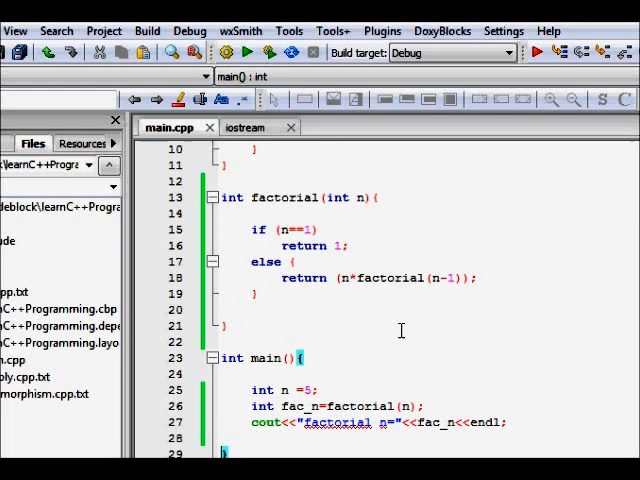 View Search Project Build Debug wxSmith Tools Tools+ Plugins DoxyBlocks Settings Help
Build target: Debug
main() : int
Aa .* S C
main.cpp iostream
Files Resources
10 }
11 }
12
13 int factorial(int n){
14
15 if (n==1)
16 return 1;
17 else {
18 return (n*factorial(n-1));
19 }
20
21 }
22
23 int main(){
24
25 int n =5;
26 int fac_n=factorial(n);
27 cout<<"factorial n="<<fac_n<<endl;
28
29 }
\learnC++Progra
deblock\learnC++Progra
ude
pp.txt
nC++Programming.cbp
nC++Programming.depe
nC++Programming.layo
n.cpp
ply.cpp.txt
morphism.cpp.txt